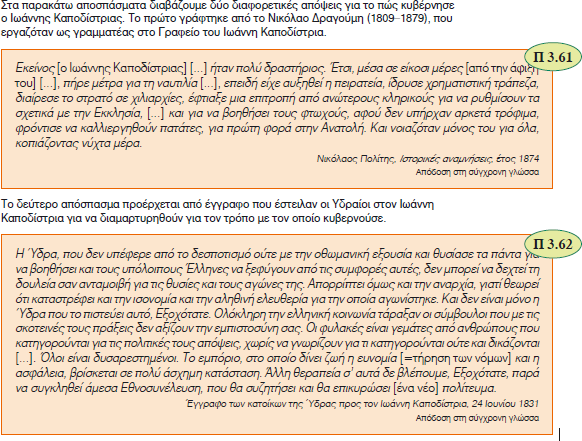 Στα παρακάτω αποσπάσματα διαβάζουμε δύο διαφορετικές απόψεις για το πώς κυβέρνησε
ο Ιωάννης Καποδίστριας. Το πρώτο γράφτηκε από το Νικόλαο Δραγούμη (1809–1879), που
εργαζόταν ως γραμματέας στο Γραφείο του Ιωάννη Καποδίστρια.
Π 3.61
Εκείνος [ο Ιωάννης Καποδίστριας] [...] ήταν πολύ δραστήριος. Έτσι, μέσα σε είκοσι μέρες [από την άφιξή
του] [...], πήρε μέτρα για τη ναυτιλία [...], επειδή είχε αυξηθεί η πειρατεία, ίδρυσε χρηματιστική τράπεζα,
διαίρεσε το στρατό σε χιλιαρχίες, έφτιαξε μια επιτροπή από ανώτερους κληρικούς για να ρυθμίσουν τα
σχετικά με την Εκκλησία, [...] και για να βοηθήσει τους φτωχούς, αφού δεν υπήρχαν αρκετά τρόφιμα,
φρόντισε να καλλιεργηθούν πατάτες, για πρώτη φορά στην Ανατολή. Και νοιαζόταν μόνος του για όλα,
κοπιάζοντας νύχτα μέρα.
Νικόλαος Πολίτης, Ιστορικές αναμνήσεις, έτος 1874
Απόδοση στη σύγχρονη γλώσσα
Το δεύτερο απόσπασμα προέρχεται από έγγραφο που έστειλαν οι Υδραίοι στον Ιωάννη
Καποδίστρια για να διαμαρτυρηθούν για τον τρόπο με τον οποίο κυβερνούσε.
Π 3.62
Η Ύδρα, που δεν υπέφερε από το δεσποτισμό ούτε με την οθωμανική εξουσία και θυσίασε τα πάντα για
να βοηθήσει και τους υπόλοιπους Έλληνες να ξεφύγουν από τις συμφορές αυτές, δεν μπορεί να δεχτεί τη
δουλεία σαν ανταμοιβή για τις θυσίες και τους αγώνες της. Απορρίπτει όμως και την αναρχία, γιατί θεωρεί
ότι καταστρέφει και την ισονομία και την αληθινή ελευθερία για την οποία αγωνίστηκε. Και δεν είναι μόνο η
Ύδρα που το πιστεύει αυτό, Εξοχότατε. Ολόκληρη την ελληνική κοινωνία τάραξαν οι σύμβουλοι που με τις
σκοτεινές τους πράξεις δεν αξίζουν την εμπιστοσύνη σας. Οι φυλακές είναι γεμάτες από ανθρώπους που
κατηγορούνται για τις πολιτικές τους απόψεις, χωρίς να γνωρίζουν για τι κατηγορούνται ούτε και δικάζονται
[...]. Όλοι είναι δυσαρεστημένοι. Το εμπόριο, στο οποίο δίνει ζωή η ευνομία [=τήρηση των νόμων] και η
ασφάλεια, βρίσκεται σε πολύ άσχημη κατάσταση. Άλλη θεραπεία σ' αυτά δε βλέπουμε, Εξοχότατε, παρά
να συγκληθεί άμεσα Εθνοσυνέλευση, που θα συζητήσει και θα επικυρώσει [ένα νέο] πολίτευμα.
Έγγραφο των κατοίκων της Ύδρας προς τον Ιωάννη Καποδίστρια, 24 Ιουνίου 1831
Απόδοση στη σύγχρονη γλώσσα